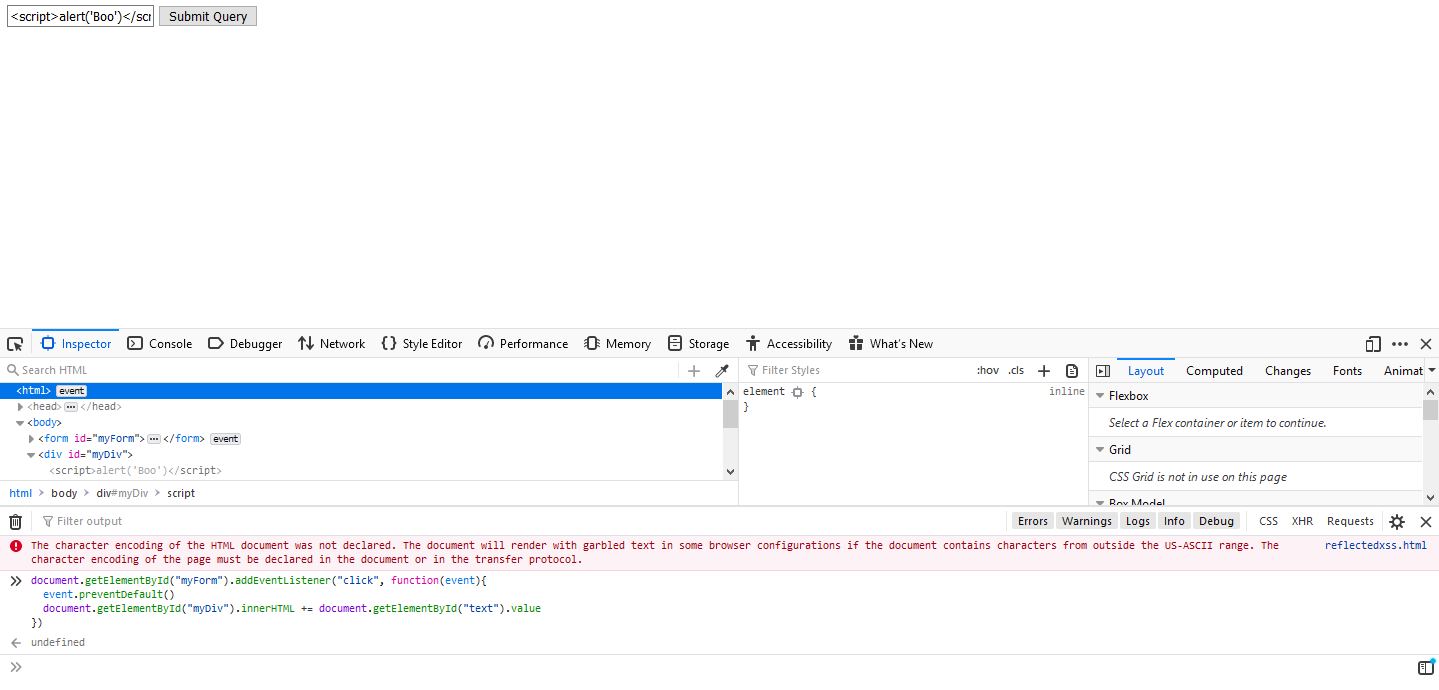 <script>alert('Boo')</scr Submit Query
Inspector Console Debugger Network Style Editor Performance Memory Storage Accessibility What's New
Search HTML Filter Styles :hov .cls Layout Computed Changes Fonts Animat
<html> event element { inline
<head> </head> } Flexbox
<body> Select a Flex container or item to continue.
<form id="myForm"> </form> event Grid
<div id="myDiv"> CSS Grid is not in use on this page
<script>alert('Boo')</script>
html > body > div#myDiv > script Box Model
Filter output Errors Warnings Logs Info Debug CSS XHR Requests
The character encoding of the HTML document was not declared. The document will render with garbled text in some browser configurations if the document contains characters from outside the US-ASCII range. The reflectedxss.html
character encoding of the page must be declared in the document or in the transfer protocol.
document.getElementById("myForm").addEventListener("click", function(event){
event.preventDefault()
document.getElementById("myDiv").innerHTML += document.getElementById("text").value
})
undefined